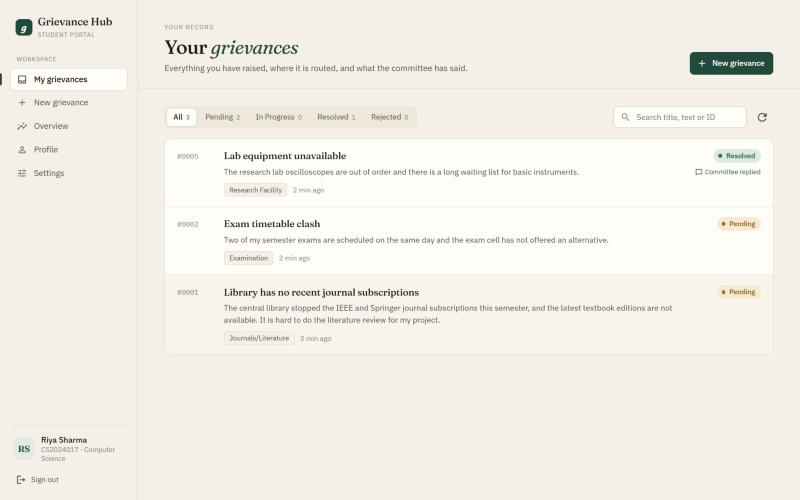 g Grievance Hub
STUDENT PORTAL
WORKSPACE
My grievances
New grievance
Overview
Profile
Settings
RS Riya Sharma
CS2024017 · Computer
Science
Sign out
YOUR RECORD
Your grievances
Everything you have raised, where it is routed, and what the committee has said.
+ New grievance
All 3 Pending 2 In Progress 0 Resolved 1 Rejected 0
Search title, text or ID
#0005 Lab equipment unavailable Resolved
The research lab oscilloscopes are out of order and there is a long waiting list for basic instruments. Committee replied
Research Facility 2 min ago
#0002 Exam timetable clash Pending
Two of my semester exams are scheduled on the same day and the exam cell has not offered an alternative.
Examination 2 min ago
#0001 Library has no recent journal subscriptions Pending
The central library stopped the IEEE and Springer journal subscriptions this semester, and the latest textbook editions are not
available. It is hard to do the literature review for my project.
Journals/Literature 3 min ago